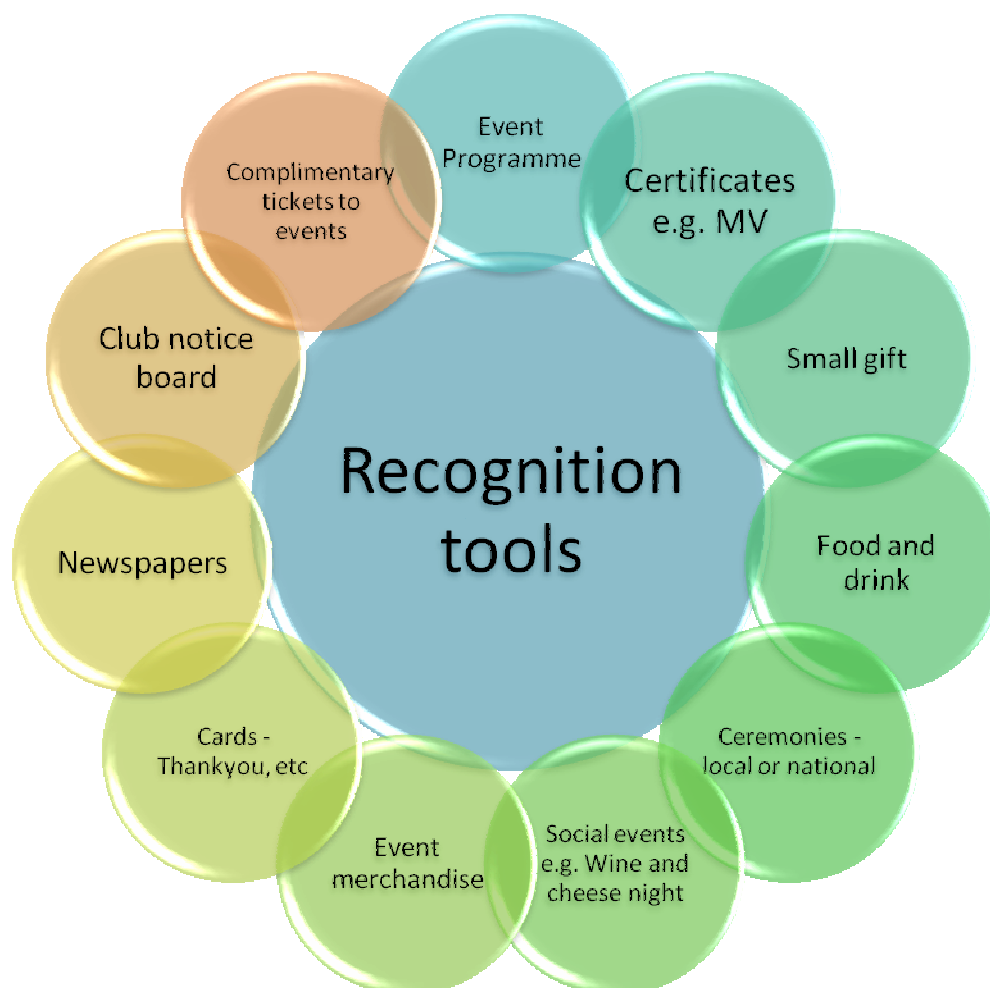 Event
Programme
Certificates
e.g. MV
Small gift
Food and
drink
Ceremonies -
local or national
Social events
e.g. Wine and
cheese night
Event
merchandise
Cards -
Thankyou, etc
Newspapers
Club notice
board
Complimentary
tickets to
events
Recognition
tools